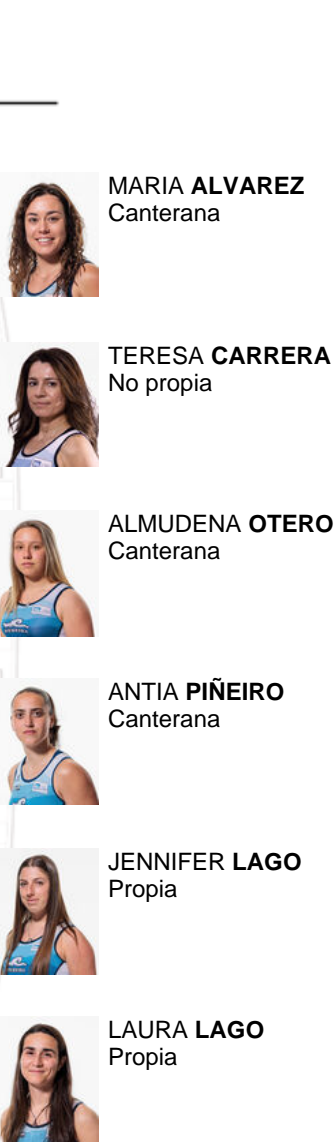 MARIA ALVAREZ
Canterana
TERESA CARRERA
No propia
ALMUDENA OTERO
Canterana
ANTIA PIÑEIRO
Canterana
JENNIFER LAGO
Propia
LAURA LAGO
Propia